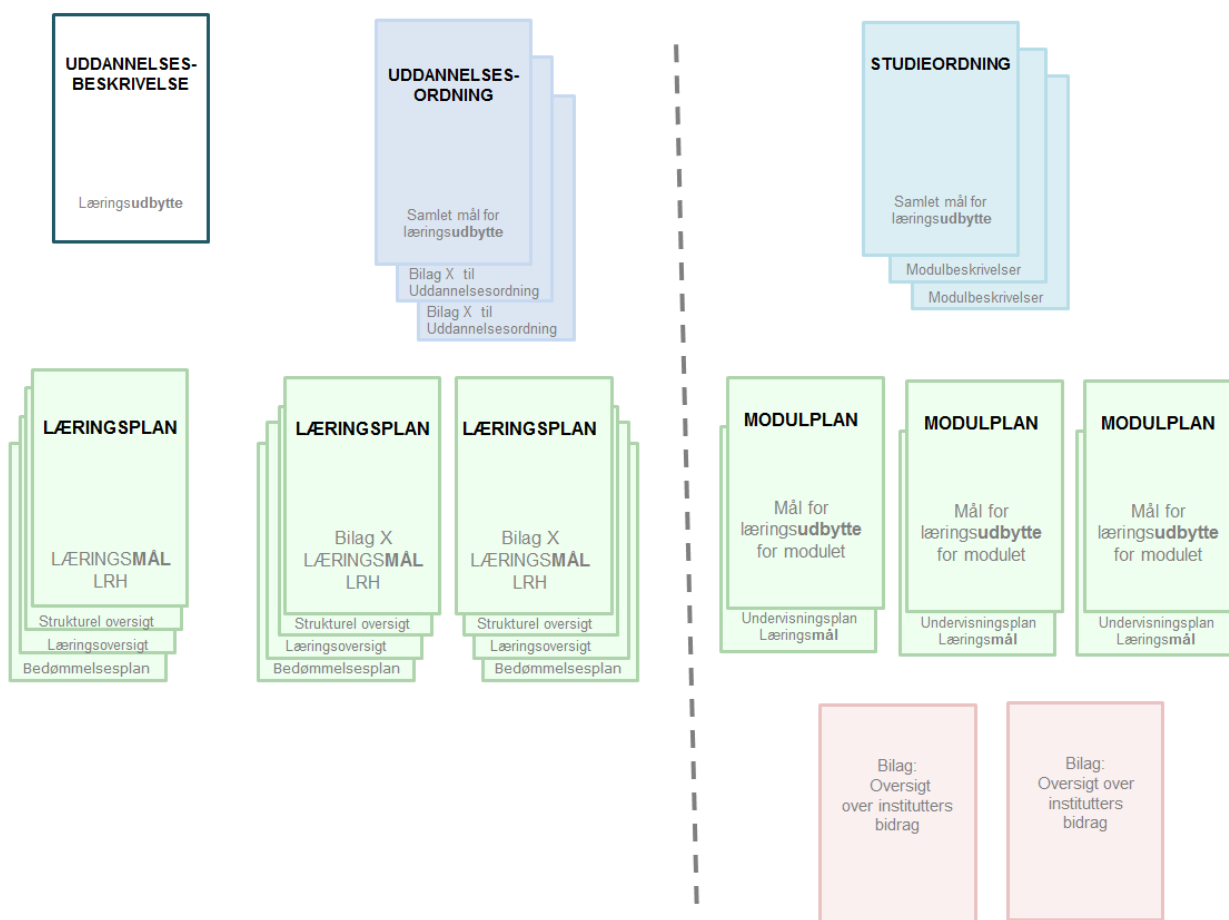 UDDANNELSES-
BESKRIVELSE
Læringsudbytte
UDDANNELSES-
ORDNING
Samlet mål for
læringsudbytte
Bilag X til
Uddannelsesordning
Bilag X til
Uddannelsesordning
STUDIEORDNING
Samlet mål for
læringsudbytte
Modulbeskrivelser
Modulbeskrivelser
LÆRINGSPLAN
LÆRINGSMÅL
LRH
Strukturel oversigt
Læringsoversigt
Bedømmelsesplan
LÆRINGSPLAN
Bilag X
LÆRINGSMÅL
LRH
Strukturel oversigt
Læringsoversigt
Bedømmelsesplan
LÆRINGSPLAN
Bilag X
LÆRINGSMÅL
LRH
Strukturel oversigt
Læringsoversigt
Bedømmelsesplan
MODULPLAN
Mål for
læringsudbytte
for modulet
Undervisningsplan
Læringsmål
MODULPLAN
Mål for
læringsudbytte
for modulet
Undervisningsplan
Læringsmål
MODULPLAN
Mål for
læringsudbytte
for modulet
Undervisningsplan
Læringsmål
Bilag:
Oversigt
over institutters
bidrag
Bilag:
Oversigt over
institutters
bidrag